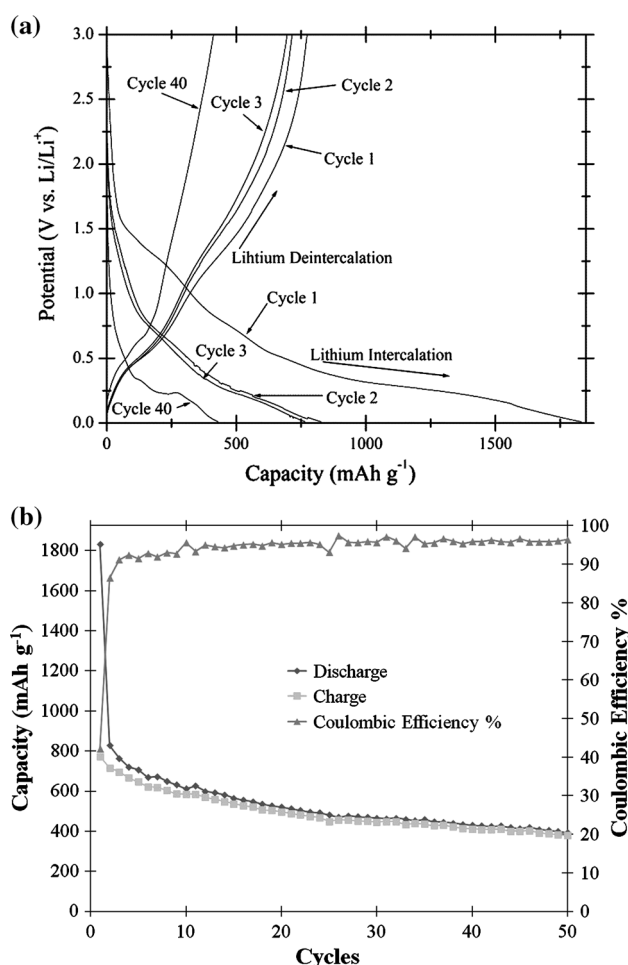 (a)
Potential (V vs. Li/Li+)
3.0
2.5
2.0
1.5
1.0
0.5
0.0
Cycle 40
Cycle 3
Cycle 2
Cycle 1
Lihtium Deintercalation
Cycle 1
Lithium Intercalation
Cycle 3
Cycle 2
Cycle 40
0 500 1000 1500
Capacity (mAh g-1)
(b)
Capacity (mAh g-1)
1800
1600
1400
1200
1000
800
600
400
200
0
Discharge
Charge
Coulombic Efficiency %
100
90
80
70
60
50
40
30
20
10
0
Coulombic Efficiency %
0 10 20 30 40 50
Cycles